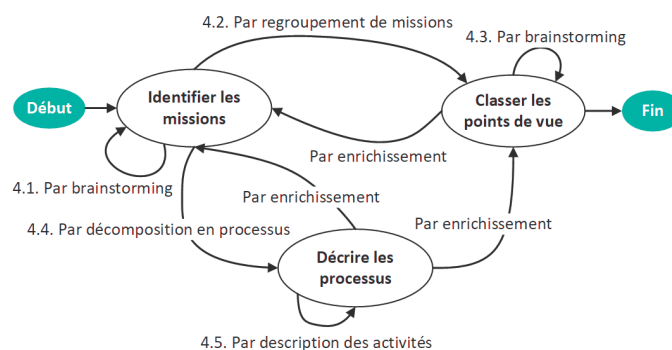 4.2. Par regroupement de missions
4.3. Par brainstorming
Début
Identifier les
missions
Classer les
points de vue
Fin
Par enrichissement
4.1. Par brainstorming
Par enrichissement
4.4. Par décomposition en processus
Par enrichissement
Décrire les
processus
4.5. Par description des activités